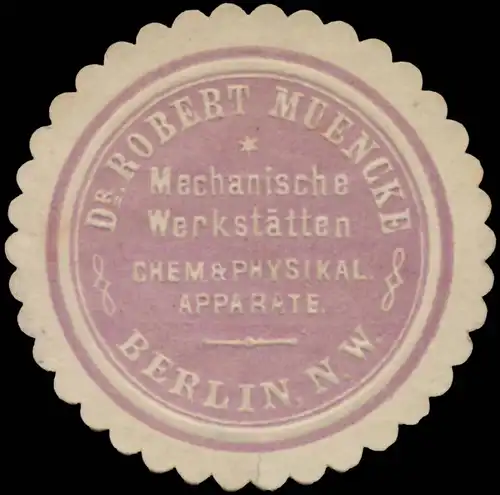 DR. ROBERT MUENCKE
Mechanische
Werkstätten
CHEM. & PHYSIKAL.
APPARATE.
BERLIN, N. W.